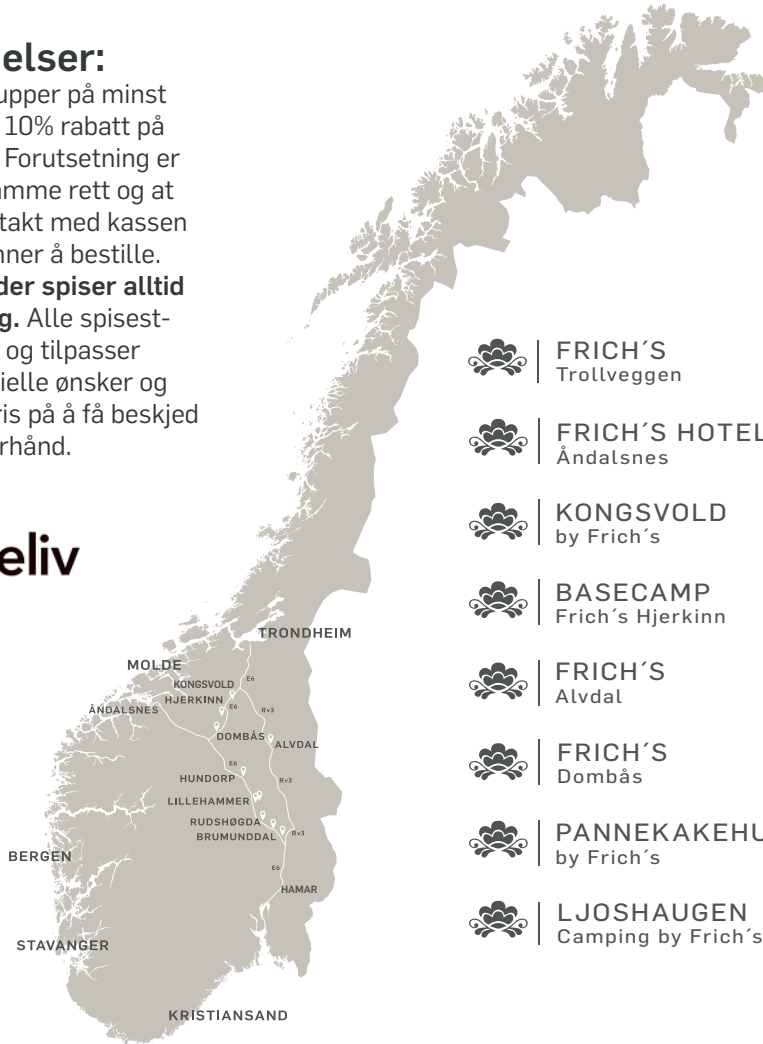 elser:
upper på minst
10% rabatt på
Forutsetning er
amme rett og at
takt med kassen
nner å bestille.
der spiser alltid
g. Alle spisest-
og tilpasser
ielle ønsker og
ris på å få beskjed
rhånd.
eliv
FRICH´S
Trollveggen
FRICH´S HOTEL
Åndalsnes
KONGSVOLD
by Frich´s
BASECAMP
Frich´s Hjerkinn
FRICH´S
Alvdal
FRICH´S
Dombås
PANNEKAKEHU
by Frich´s
LJOSHAUGEN
Camping by Frich´s
TRONDHEIM
MOLDE
E6
KONGSVOLD
HJERKINN
E6
Rv3
ÅNDALSNES
DOMBÅS
ALVDAL
E6
HUNDORP
Rv3
LILLEHAMMER
RUDSHØGDA
Rv3
BRUMUNDDAL
BERGEN
E6
HAMAR
STAVANGER
KRISTIANSAND